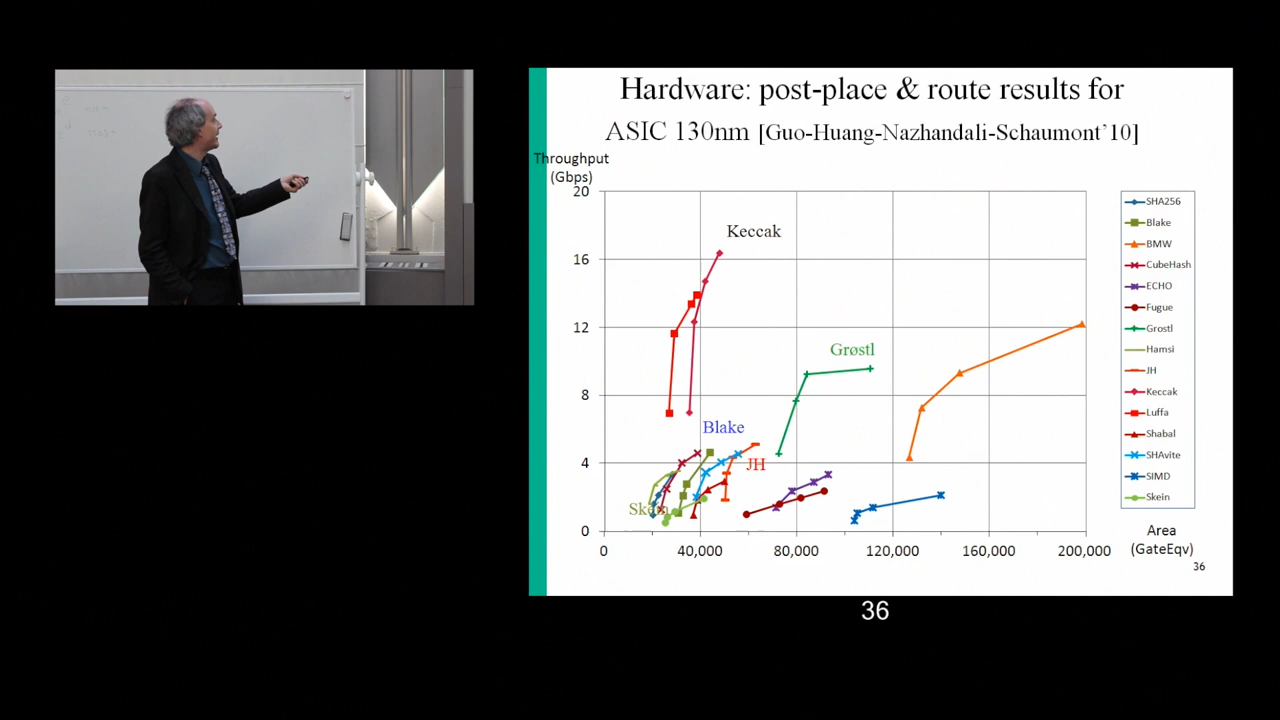 Hardware: post-place & route results for
ASIC 130nm [Guo-Huang-Nazhandali-Schaumont'10]
Throughput
(Gbps)
20
16
12
8
4
0
0
40,000
80,000
120,000
160,000
200,000
Area
(GateEqv)
Keccak
Grøstl
Blake
JH
Skein
SHA256
Blake
BMW
CubeHash
ECHO
Fugue
Grostl
Hamsi
JH
Keccak
Luffa
Shabal
SHAvite
SIMD
Skein
36
36